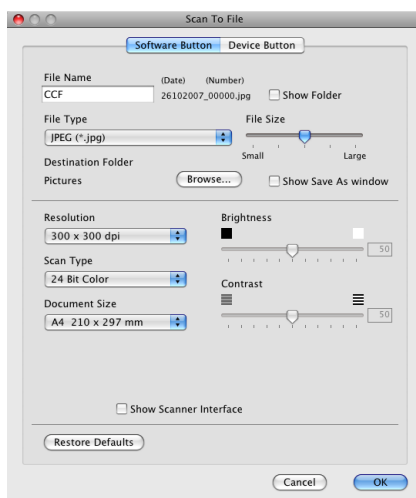 Scan To File
Software Button Device Button
File Name (Date) (Number)
CCF 26102007_00000.jpg Show Folder
File Type File Size
JPEG (*.jpg)
Small Large
Destination Folder
Pictures Browse... Show Save As window
Resolution Brightness
300 x 300 dpi
50
Scan Type
24 Bit Color
Contrast
Document Size
A4 210 x 297 mm 50
Show Scanner Interface
Restore Defaults
Cancel OK